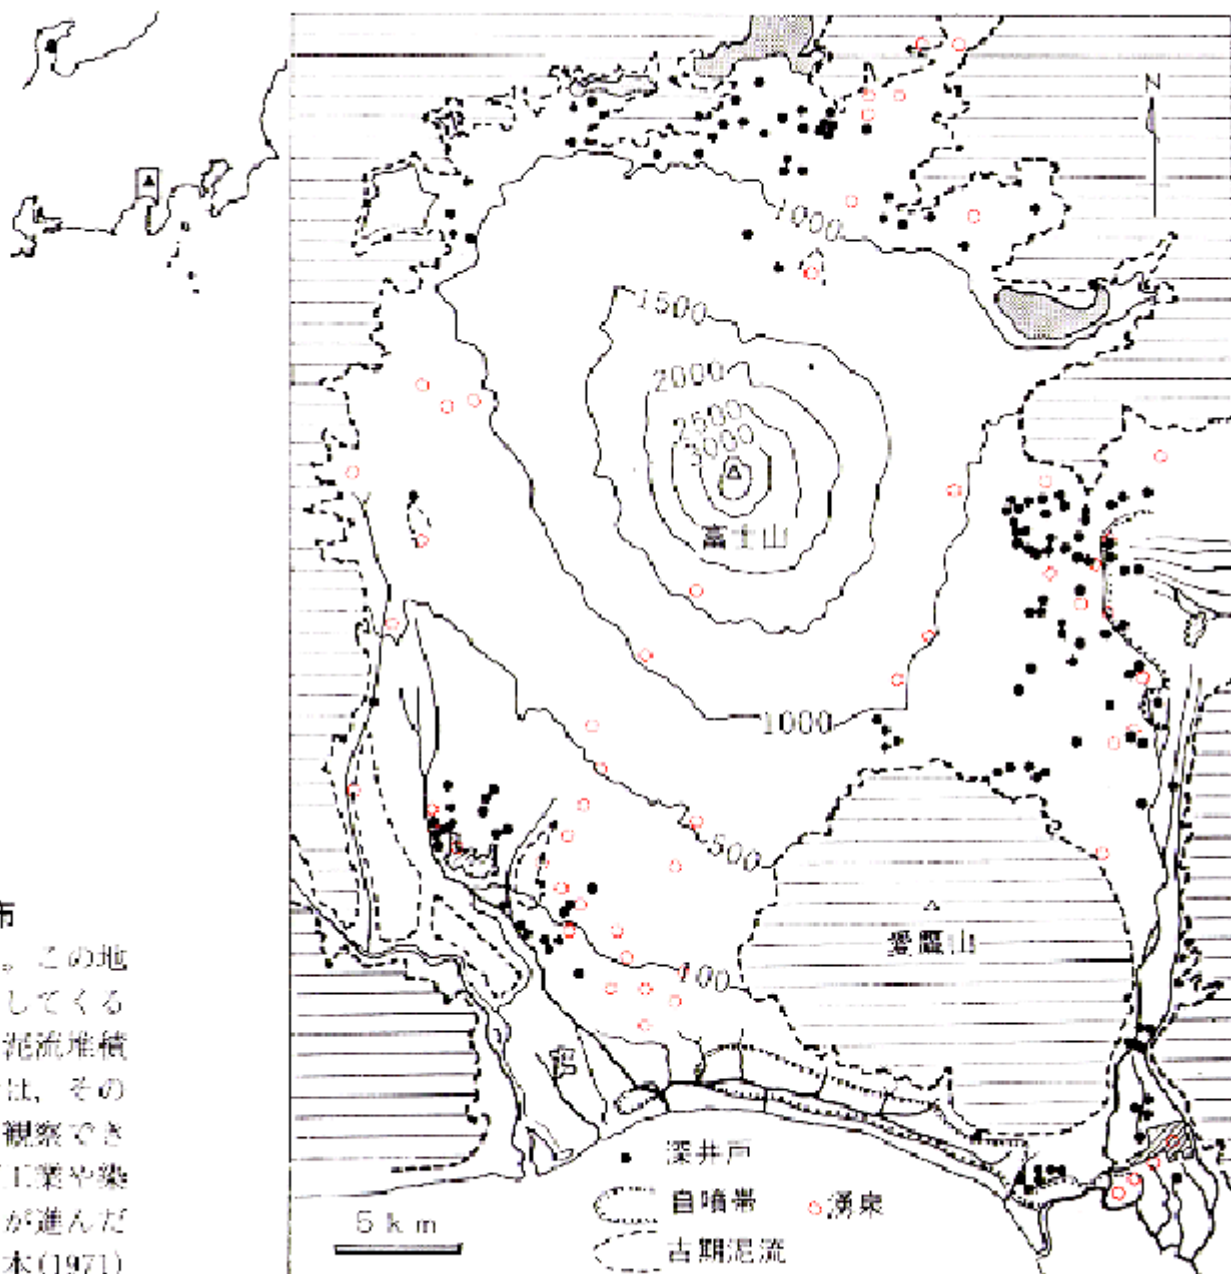 N
1000
1500
2000
2500
3000
富士山
1000
500
愛鷹山
100
深井戸
自噴帯
湧泉
古期泥流
5 km
布
。この地
してくる
泥流堆積
は，その
観察でき
工業や染
が進んだ
本(1971)